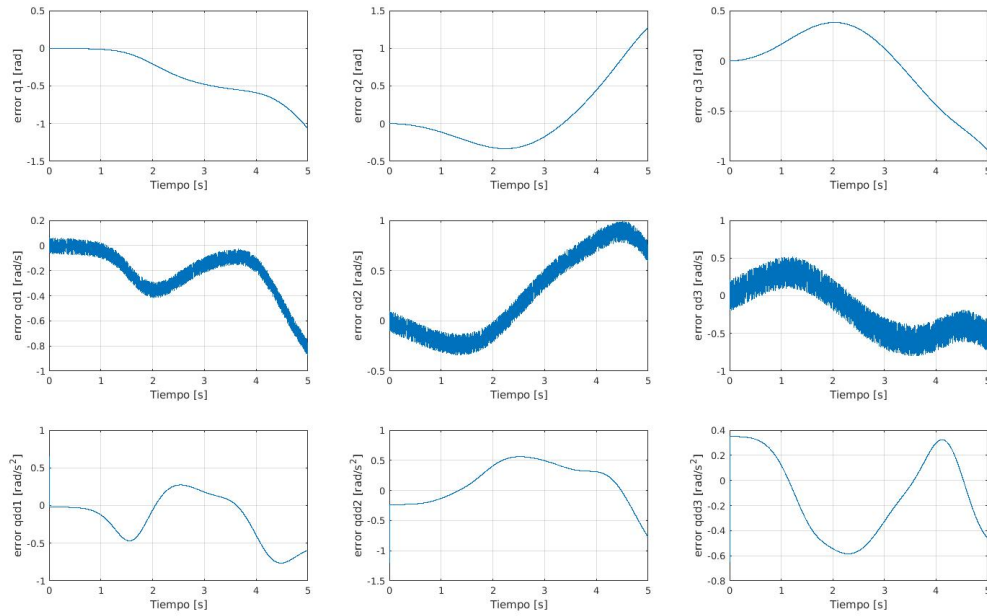 0.5
0
-0.5
-1
-1.5
error q1 [rad]
0 1 2 3 4 5
Tiempo [s]
1.5
1
0.5
0
-0.5
error q2 [rad]
0 1 2 3 4 5
Tiempo [s]
0.5
0
-0.5
-1
error q3 [rad]
0 1 2 3 4 5
Tiempo [s]
0.2
0
-0.2
-0.4
-0.6
-0.8
-1
error qd1 [rad/s]
0 1 2 3 4 5
Tiempo [s]
1
0.5
0
-0.5
error qd2 [rad/s]
0 1 2 3 4 5
Tiempo [s]
1
0.5
0
-0.5
-1
error qd3 [rad/s]
0 1 2 3 4 5
Tiempo [s]
1
0.5
0
-0.5
-1
error qdd1 [rad/s²]
0 1 2 3 4 5
Tiempo [s]
1
0.5
0
-0.5
-1
-1.5
error qdd2 [rad/s²]
0 1 2 3 4 5
Tiempo [s]
0.4
0.2
0
-0.2
-0.4
-0.6
-0.8
error qdd3 [rad/s²]
0 1 2 3 4 5
Tiempo [s]